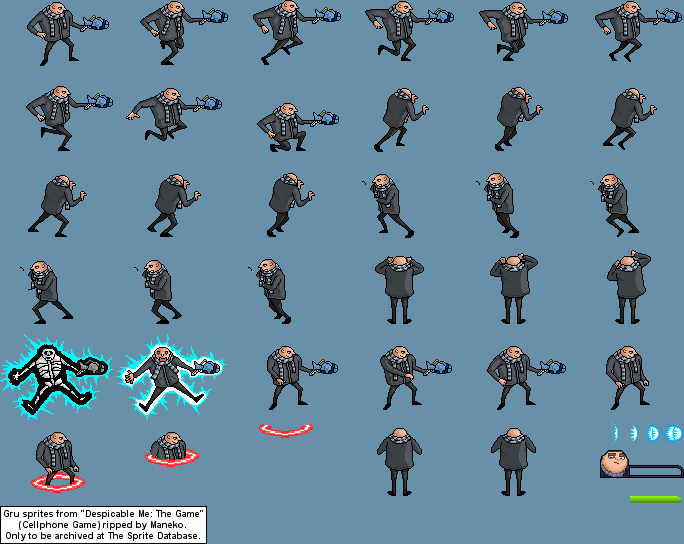 Gru sprites from "Despicable Me: The Game"
(Cellphone Game) ripped by Maneko.
Only to be archived at The Sprite Database.